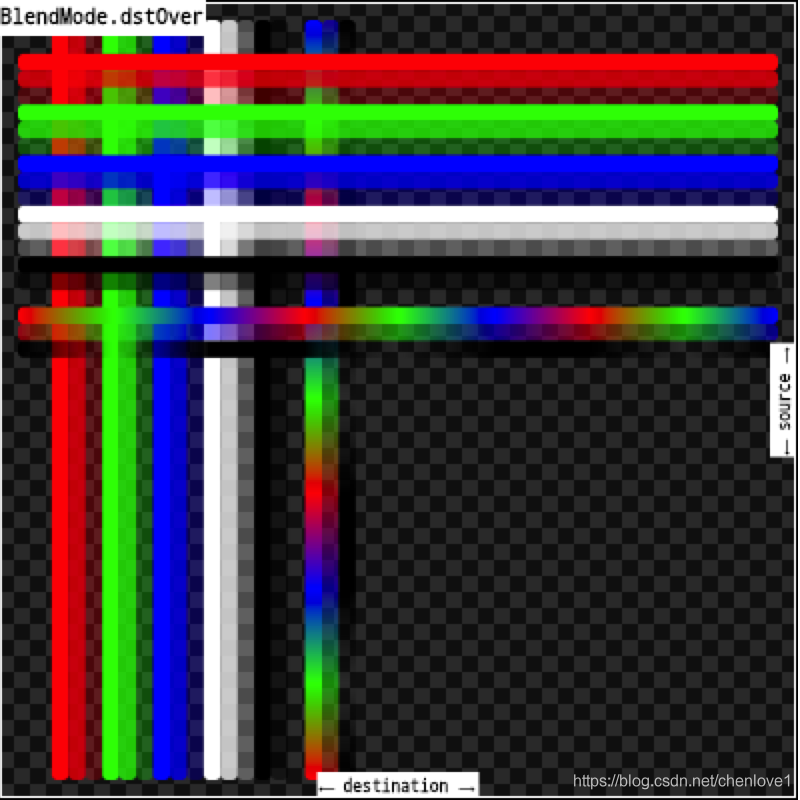 BlendMode.dstOver
← source →
← destination →
https://blog.csdn.net/chenlove1